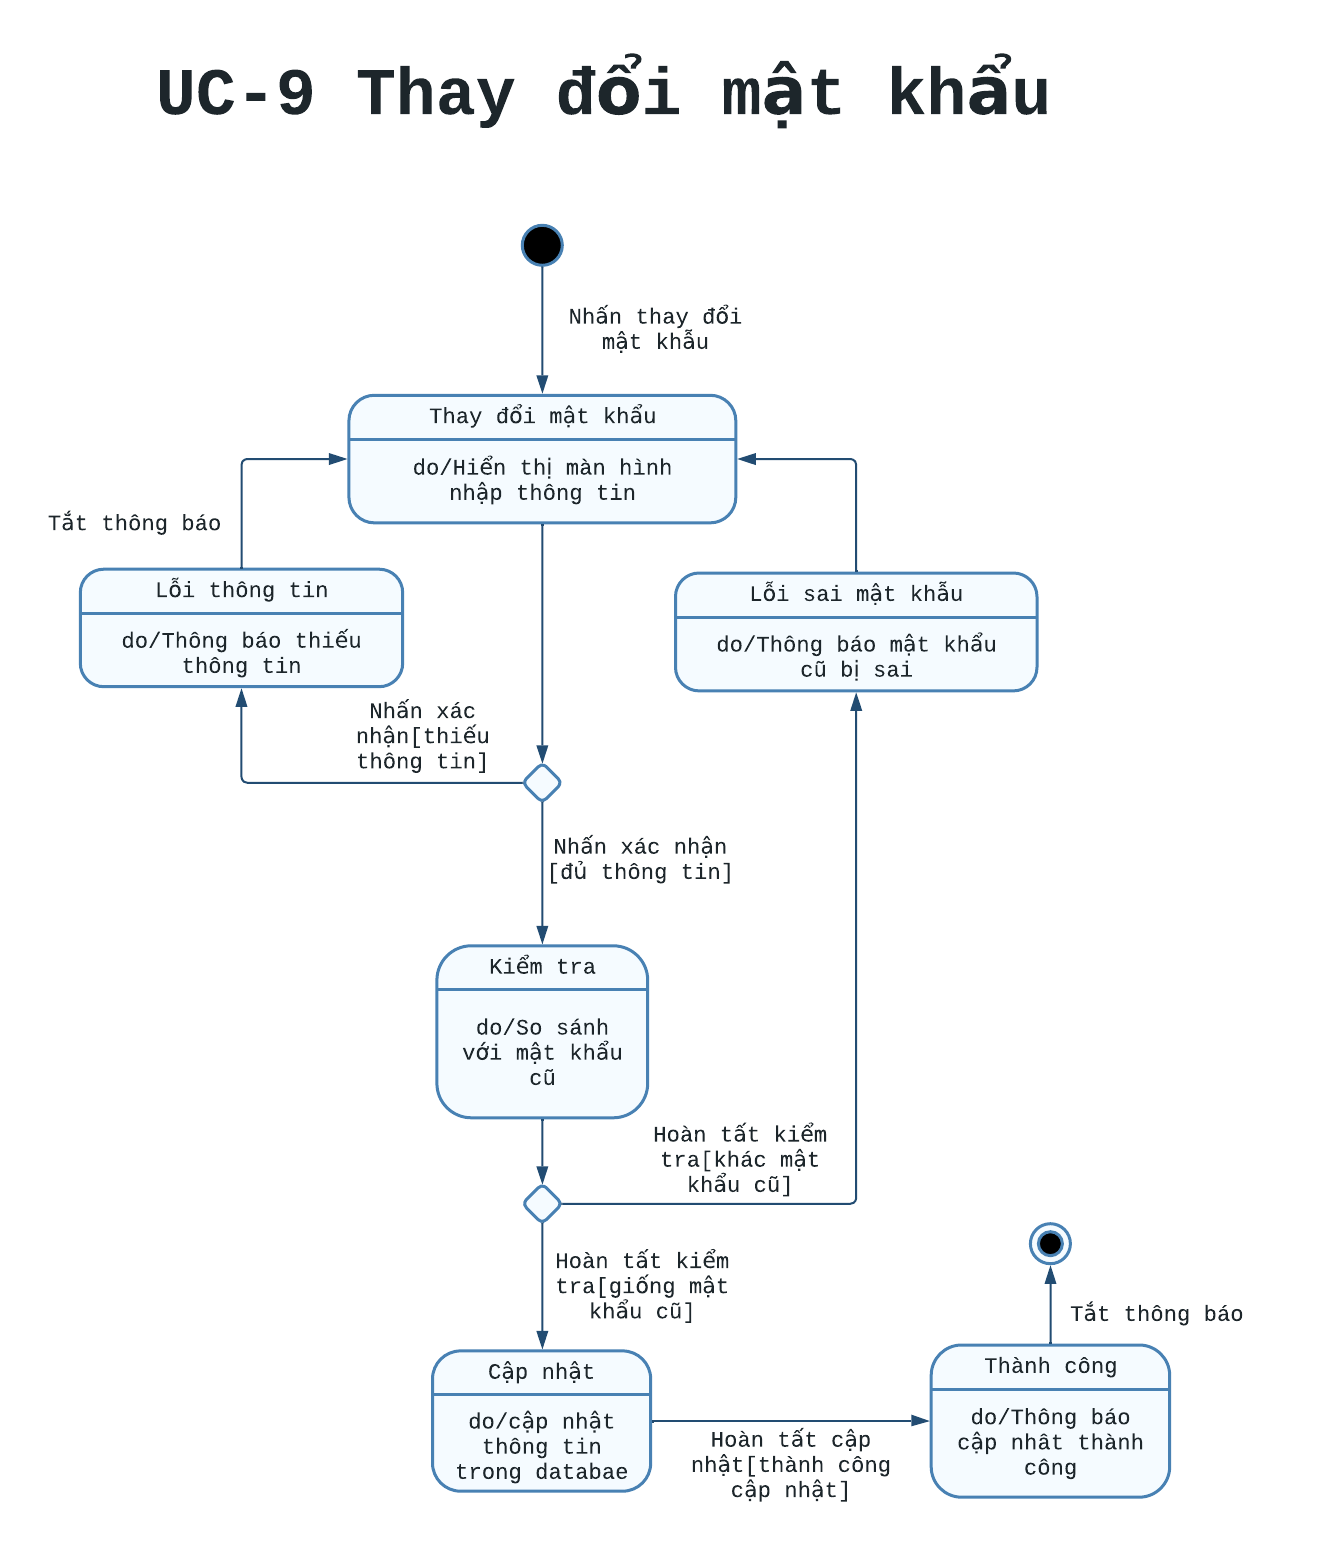 UC-9 Thay đổi mật khẩu
Nhấn thay đổi
mật khẫu
Thay đổi mật khẩu
do/Hiển thị màn hình
nhập thông tin
Tắt thông báo
Lỗi thông tin
do/Thông báo thiếu
thông tin
Lỗi sai mật khẫu
do/Thông báo mật khẩu
cũ bị sai
Nhấn xác
nhận[thiếu
thông tin]
Nhấn xác nhận
[đủ thông tin]
Kiểm tra
do/So sánh
với mật khẩu
cũ
Hoàn tất kiểm
tra[khác mật
khẩu cũ]
Hoàn tất kiểm
tra[giống mật
khẩu cũ]
Tắt thông báo
Cập nhật
do/cập nhật
thông tin
trong databae
Hoàn tất cập
nhật[thành công
cập nhật]
Thành công
do/Thông báo
cập nhât thành
công